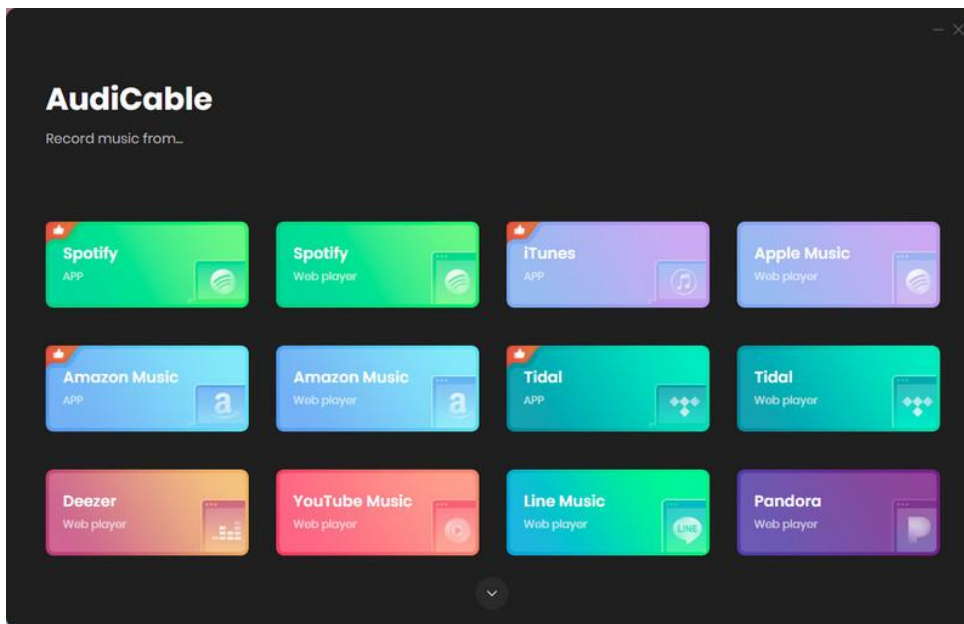 AudiCable
Record music from...
Spotify
APP
Spotify
Web player
iTunes
APP
Apple Music
Web player
Amazon Music
APP
a
Amazon Music
Web player
a
Tidal
APP
Tidal
Web player
Deezer
Web player
YouTube Music
Web player
Line Music
Web player
LINE
Pandora
Web player